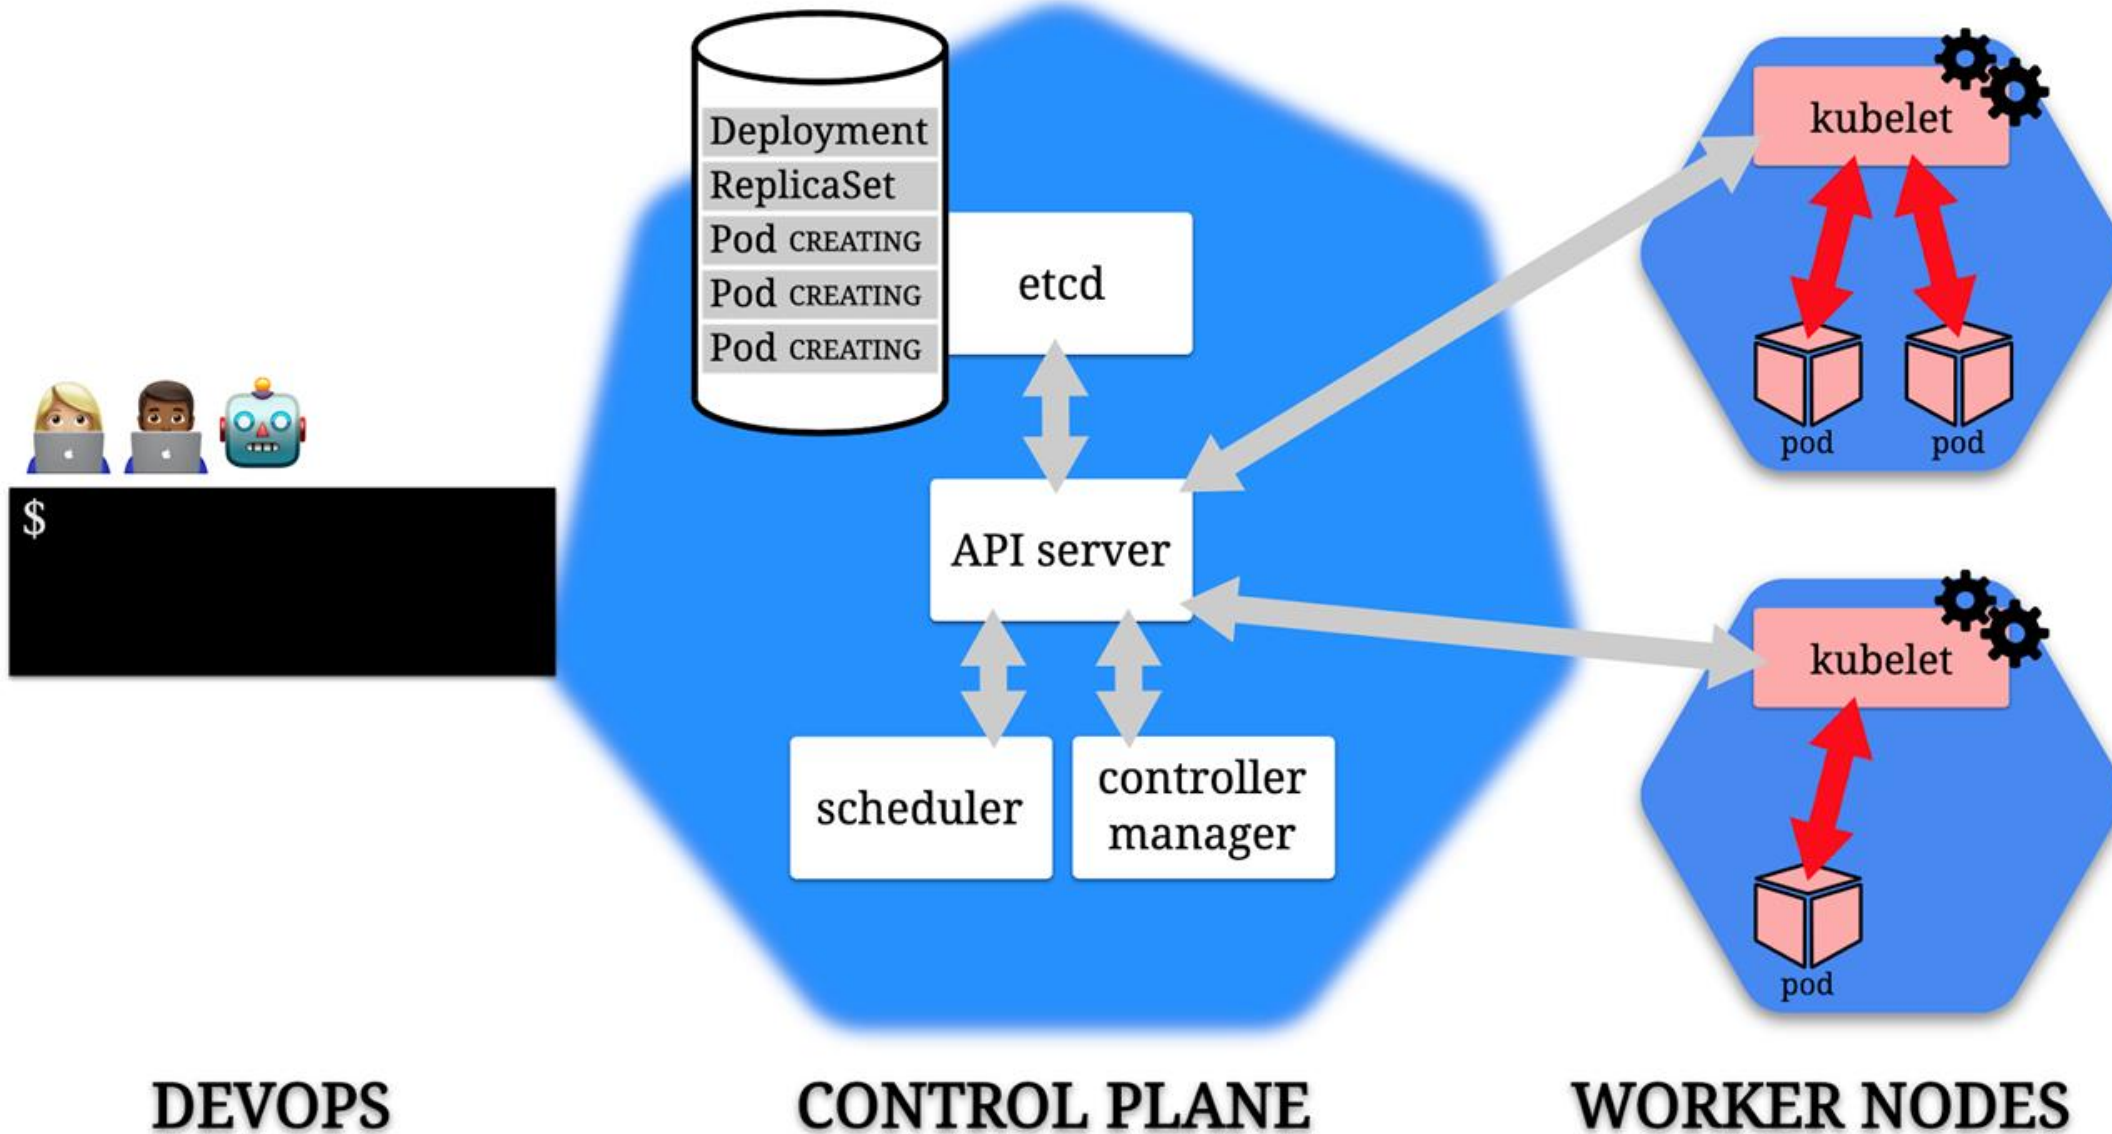 Deployment
ReplicaSet
Pod CREATING
Pod CREATING
Pod CREATING
etcd
$
API server
scheduler
controller
manager
kubelet
pod
pod
kubelet
pod
DEVOPS
CONTROL PLANE
WORKER NODES